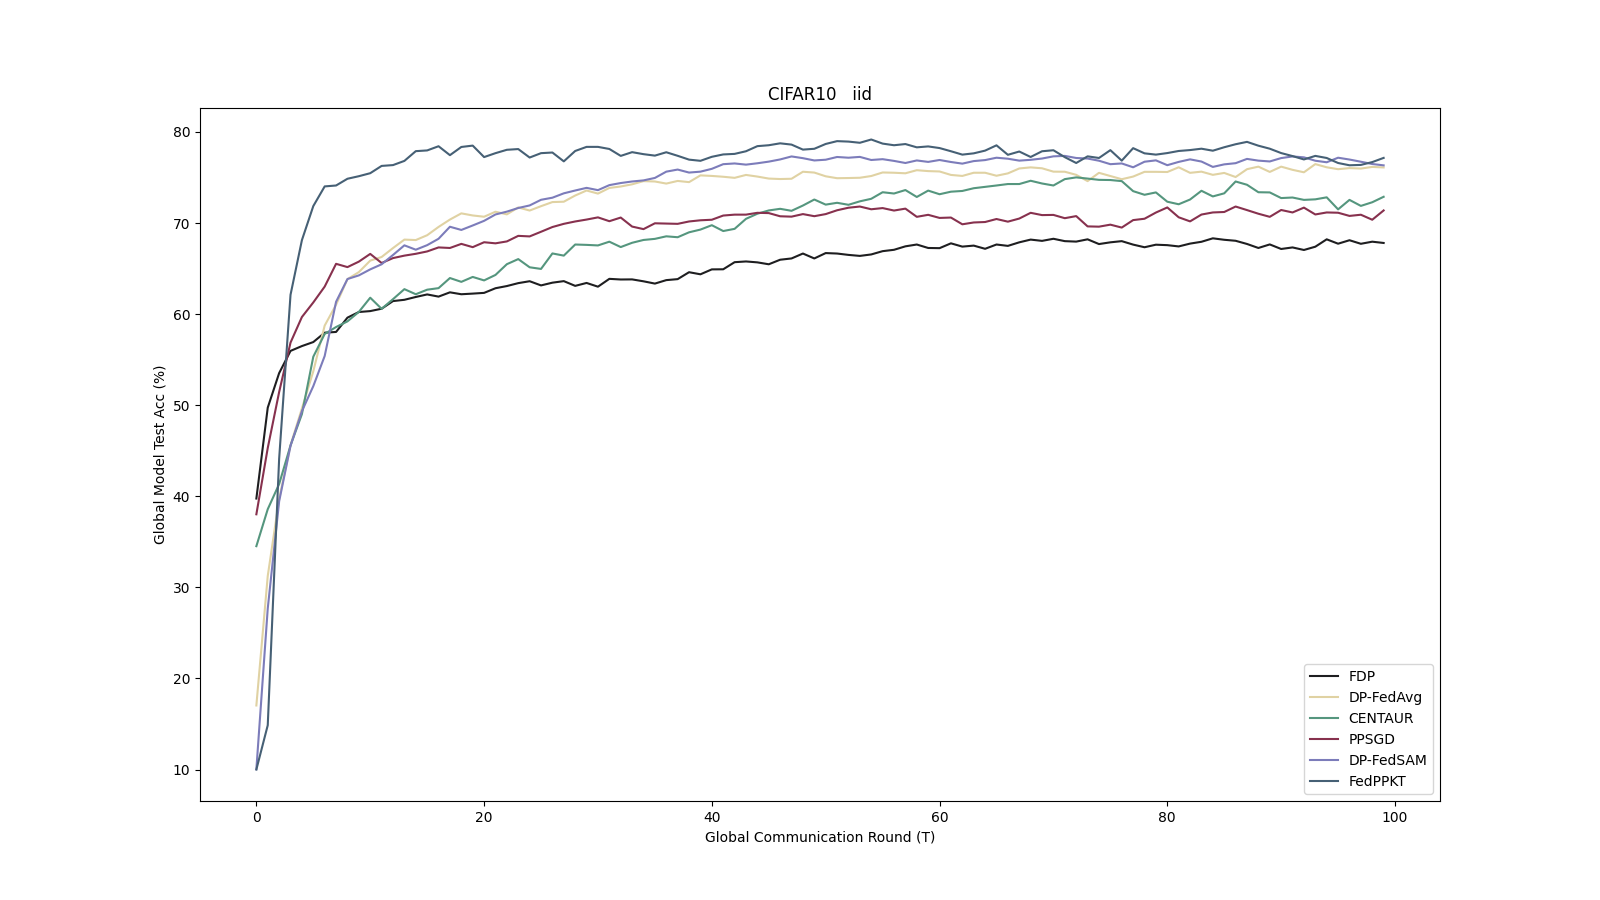 CIFAR10   iid
80
70
60
50
40
30
20
10
Global Model Test Acc (%)
0 20 40 60 80 100
Global Communication Round (T)
FDP
DP-FedAvg
CENTAUR
PPSGD
DP-FedSAM
FedPPKT